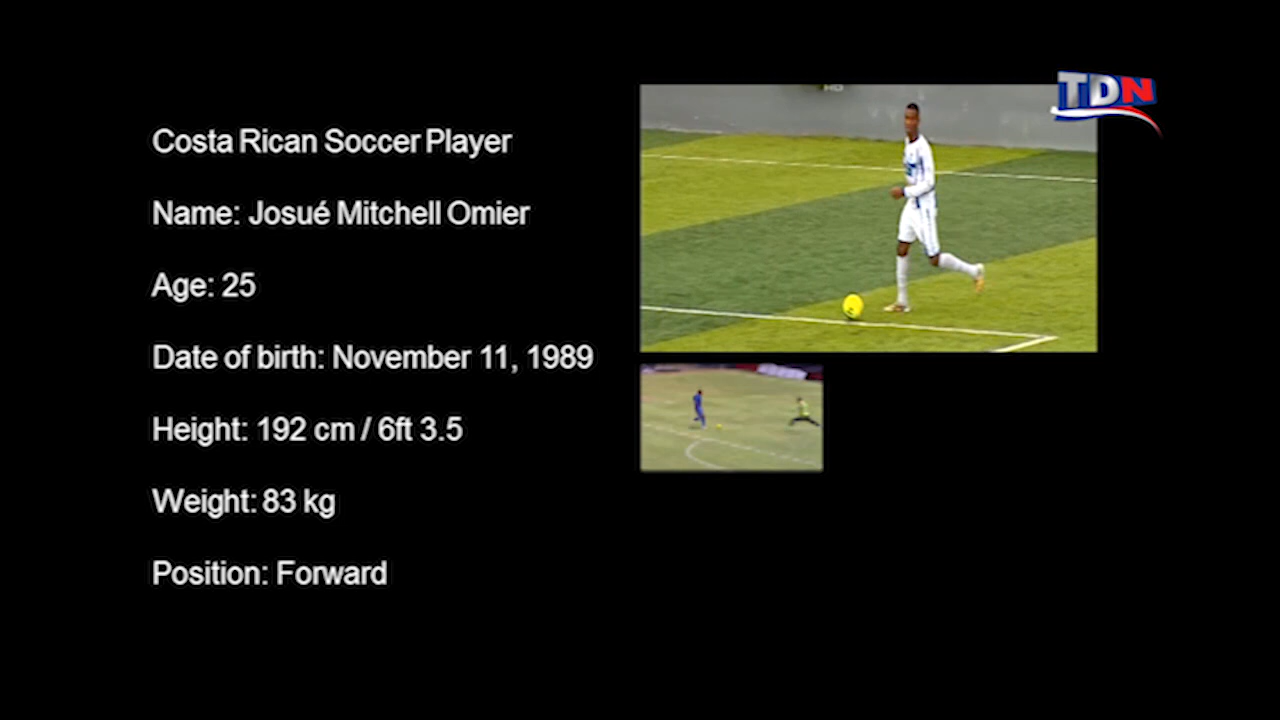 Costa Rican Soccer Player
Name: Josué Mitchell Omier
Age: 25
Date of birth: November 11, 1989
Height: 192 cm / 6ft 3.5
Weight: 83 kg
Position: Forward
TDN
HD